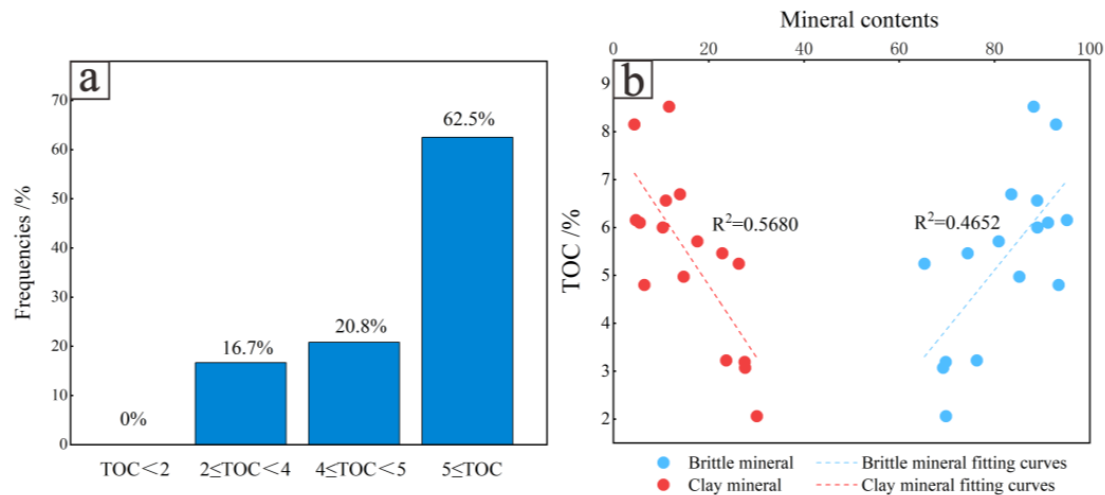 a
Frequencies /%
70
60
50
40
30
20
10
0
0%
16.7%
20.8%
62.5%
TOC＜2
2≤TOC＜4
4≤TOC＜5
5≤TOC
b
Mineral contents
0 20 40 60 80 100
TOC /%
9
8
7
6
5
4
3
2
R²=0.5680
R²=0.4652
Brittle mineral
Brittle mineral fitting curves
Clay mineral
Clay mineral fitting curves